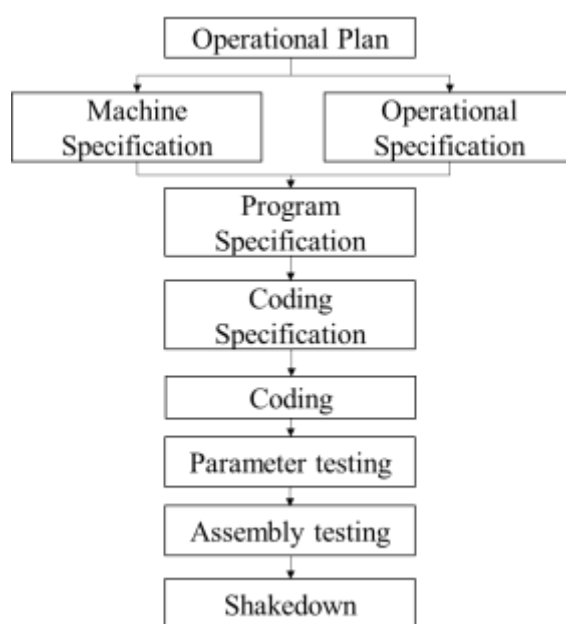 Operational Plan
Machine
Specification
Operational
Specification
Program
Specification
Coding
Specification
Coding
Parameter testing
Assembly testing
Shakedown